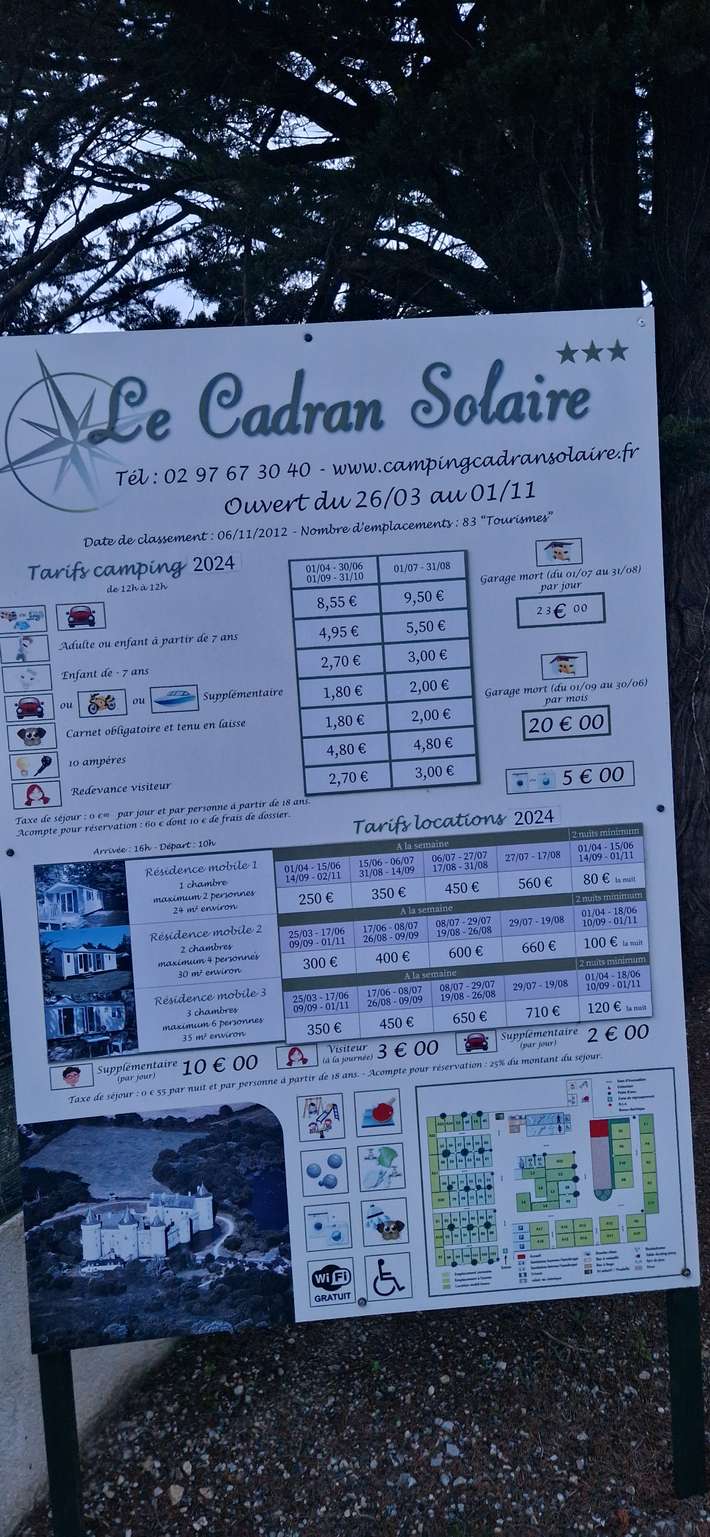 Le Cadran Solaire
Tél : 02 97 67 30 40 - www.campingcadransolaire.fr
Ouvert du 26/03 au 01/11
Date de classement : 06/11/2012 - Nombre d'emplacements : 83 "Tourismes"
Tarifs camping 2024
de 12h à 12h
01/04 - 30/06 01/07 - 31/08
01/09 - 31/10
8,55 € 9,50 €
Adulte ou enfant à partir de 7 ans 4,95 € 5,50 €
Enfant de - 7 ans 2,70 € 3,00 €
ou ou Supplémentaire 1,80 € 2,00 €
Carnet obligatoire et tenu en laisse 1,80 € 2,00 €
10 ampéres 4,80 € 4,80 €
Redevance visiteur 2,70 € 3,00 €
Garage mort (du 01/07 au 31/08)
par jour
23€ 00
Garage mort (du 01/09 au 30/06)
par mois
20 € 00
5 € 00
Taxe de séjour : 0 € par jour et par personne à partir de 18 ans.
Acompte pour réservation : 60 € dont 10 € de frais de dossier.
Tarifs locations 2024
Arrivée : 16h - Départ : 10h
Résidence mobile 1
1 chambre
maximum 2 personnes
24 m² environ
A la semaine 2 nuits minimum
01/04 - 15/06 15/06 - 06/07 06/07 - 27/07 27/07 - 17/08 01/04 - 15/06
14/09 - 02/11 31/08 - 14/09 17/08 - 31/08 14/09 - 01/11
250 € 350 € 450 € 560 € 80 € la nuit
Résidence mobile 2
2 chambres
maximum 4 personnes
30 m² environ
A la semaine 2 nuits minimum
25/03 - 17/06 17/06 - 08/07 08/07 - 29/07 29/07 - 19/08 01/04 - 18/06
09/09 - 01/11 26/08 - 09/09 19/08 - 26/08 10/09 - 01/11
300 € 400 € 600 € 660 € 100 € la nuit
Résidence mobile 3
3 chambres
maximum 6 personnes
35 m² environ
A la semaine 2 nuits minimum
25/03 - 17/06 17/06 - 08/07 08/07 - 29/07 29/07 - 19/08 01/04 - 18/06
09/09 - 01/11 26/08 - 09/09 19/08 - 26/08 10/09 - 01/11
350 € 450 € 650 € 710 € 120 € la nuit
Supplémentaire
(par jour)
10 € 00
Visiteur
(à la journée)
3 € 00
Supplémentaire
(par jour)
2 € 00
Taxe de séjour : 0 € 55 par nuit et par personne à partir de 18 ans. - Acompte pour réservation : 25% du montant du séjour.
WiFi
GRATUIT